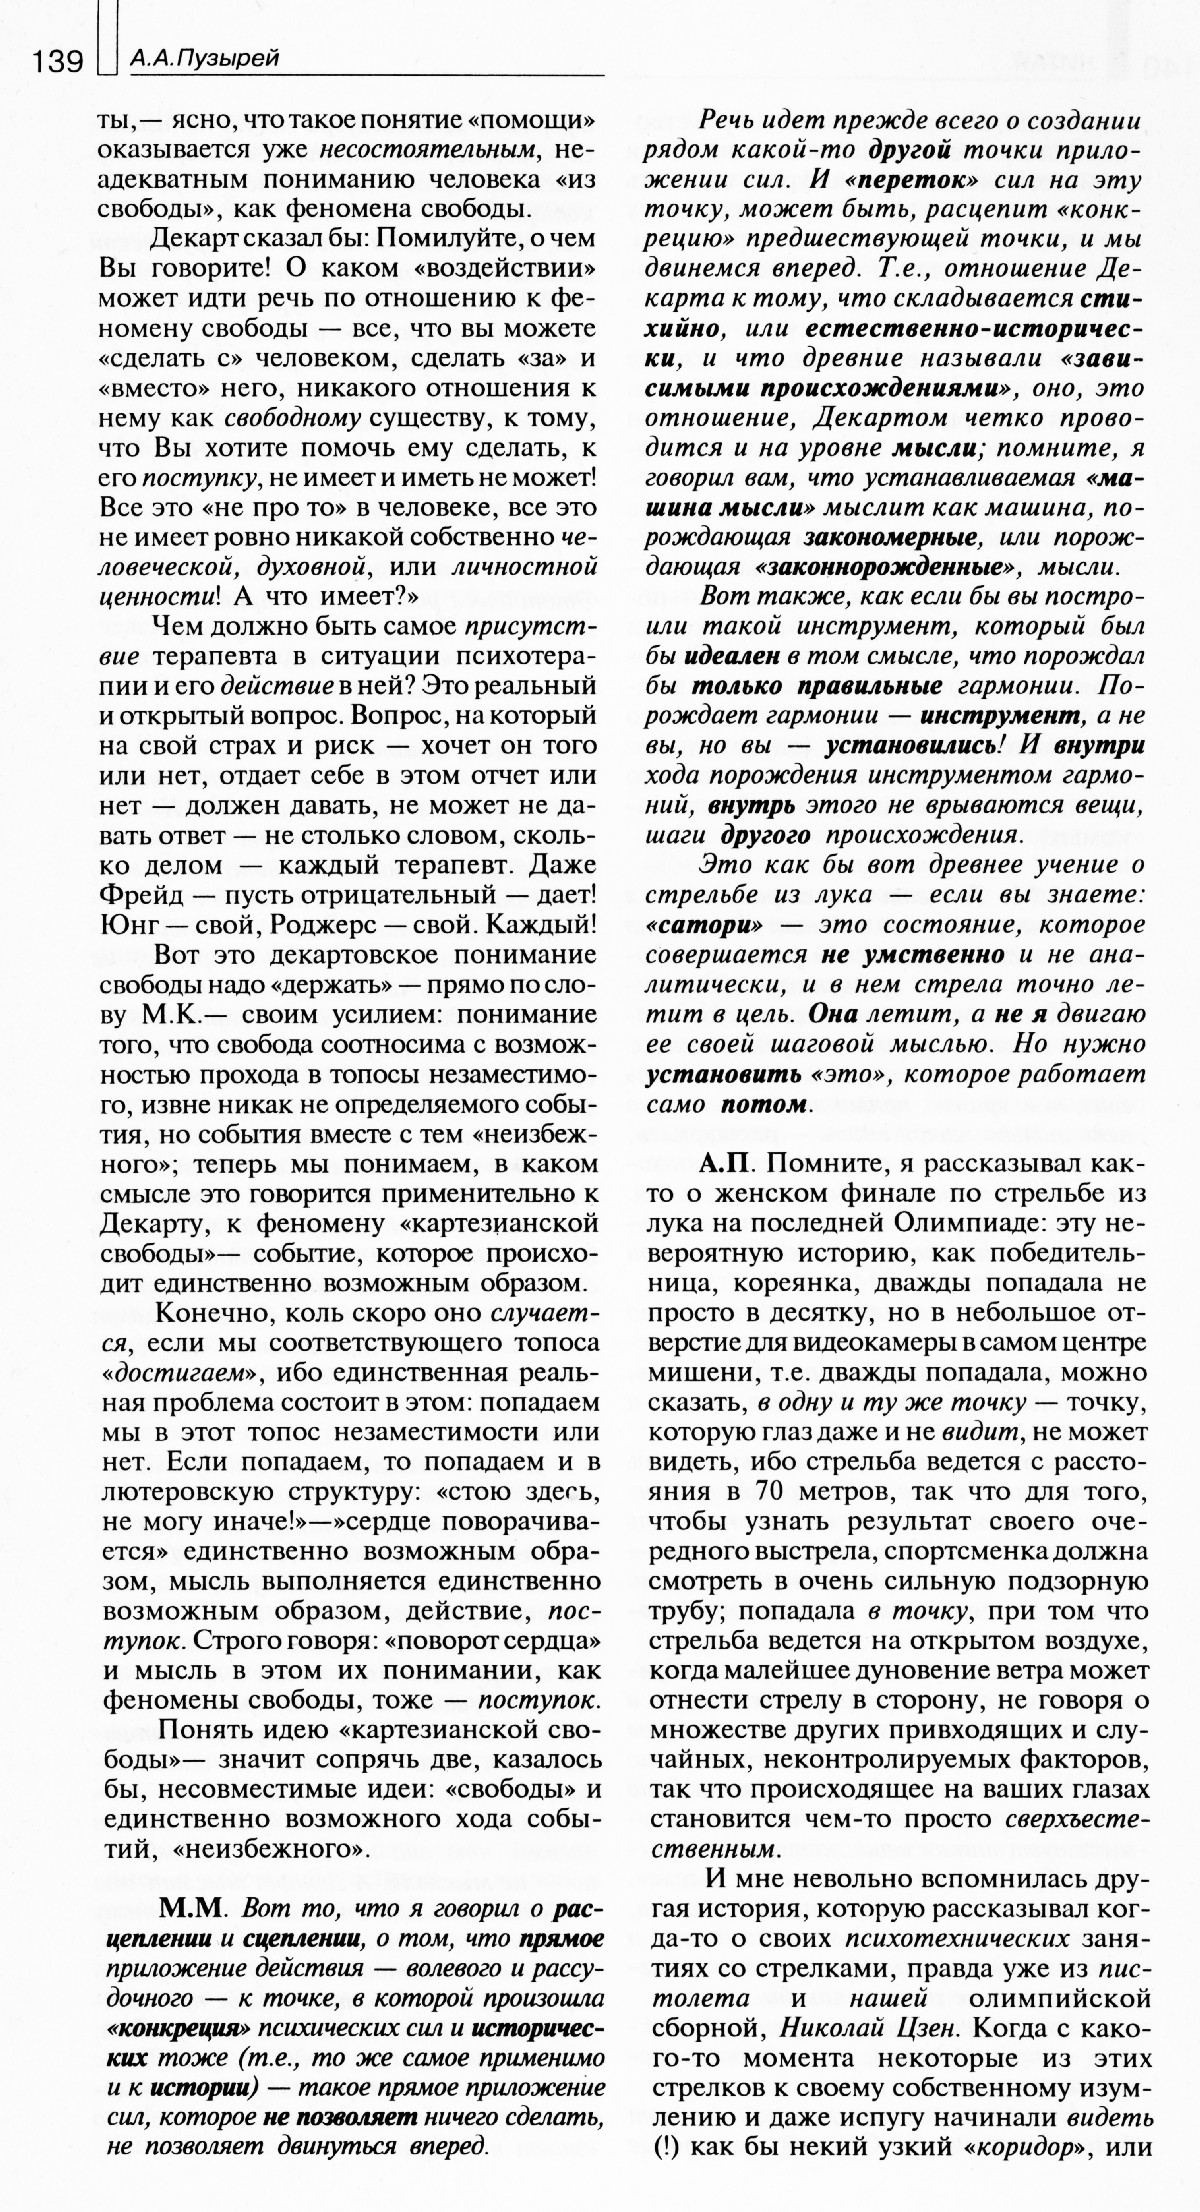 139
А.А.Пузырей
ты,— ясно, что такое понятие «помощи»
оказывается уже несостоятельным, не-
адекватным пониманию человека «из
свободы», как феномена свободы.
Декарт сказал бы: Помилуйте, о чем
Вы говорите! О каком «воздействии»
может идти речь по отношению к фе-
номену свободы — все, что вы можете
«сделать с» человеком, сделать «за» и
«вместо» него, никакого отношения к
нему как свободному существу, к тому,
что Вы хотите помочь ему сделать, к
его поступку, не имеет и иметь не может!
Все это «не про то» в человеке, все это
не имеет ровно никакой собственно че-
ловеческой, духовной, или личностной
ценности! А что имеет?»
Чем должно быть самое присутст-
вие терапевта в ситуации психотера-
пии и его действие в ней? Это реальный
и открытый вопрос. Вопрос, на который
на свой страх и риск — хочет он того
или нет, отдает себе в этом отчет или
нет — должен давать, не может не да-
вать ответ — не столько словом, сколь-
ко делом — каждый терапевт. Даже
Фрейд — пусть отрицательный — дает!
Юнг — свой, Роджерс — свой. Каждый!
Вот это декартовское понимание
свободы надо «держать» — прямо по сло-
ву М.К.— своим усилием: понимание
того, что свобода соотносима с возмож-
ностью прохода в топосы незаместимо-
го, извне никак не определяемого собы-
тия, но события вместе с тем «неизбеж-
ного»; теперь мы понимаем, в каком
смысле это говорится применительно к
Декарту, к феномену «картезианской
свободы»— событие, которое происхо-
дит единственно возможным образом.
Конечно, коль скоро оно случает-
ся, если мы соответствующего топоса
«достигаем», ибо единственная реаль-
ная проблема состоит в этом: попадаем
мы в этот топос незаместимости или
нет. Если попадаем, то попадаем и в
лютеровскую структуру: «стою здесь,
не могу иначе!»—»сердце поворачива-
ется» единственно возможным обра-
зом, мысль выполняется единственно
возможным образом, действие, пос-
тупок. Строго говоря: «поворот сердца»
и мысль в этом их понимании, как
феномены свободы, тоже — поступок.
Понять идею «картезианской сво-
боды»— значит сопрячь две, казалось
бы, несовместимые идеи: «свободы» и
единственно возможного хода собы-
тий, «неизбежного».
М.М. Вот то, что я говорил о рас-
цеплении и сцеплении, о том, что прямое
приложение действия — волевого и рассу-
дочного — к точке, в которой произошла
«конкреция» психических сил и историчес-
ких тоже (т.е., то же самое применимо
и к истории) — такое прямое приложение
сил, которое не позволяет ничего сделать,
не позволяет двинуться вперед.
Речь идет прежде всего о создании
рядом какой-то другой точки прило-
жении сил. И «переток» сил на эту
точку, может быть, расцепит «конк-
рецию» предшествующей точки, и мы
двинемся вперед. Т.е., отношение Де-
карта к тому, что складывается сти-
хийно, или естественно-историчес-
ки, и что древние называли «зави-
симыми происхождениями», оно, это
отношение, Декартом четко прово-
дится и на уровне мысли; помните, я
говорил вам, что устанавливаемая «ма-
шина мысли» мыслит как машина, по-
рождающая закономерные, или порож-
дающая «законнорожденные», мысли.
Вот также, как если бы вы постро-
или такой инструмент, который был
бы идеален в том смысле, что порождал
бы только правильные гармонии. По-
рождает гармонии — инструмент, а не
вы, но вы — установились! И внутри
хода порождения инструментом гармо-
ний, внутрь этого не врываются вещи,
шаги другого происхождения.
Это как бы вот древнее учение о
стрельбе из лука — если вы знаете:
«сатори» — это состояние, которое
совершается не умственно и не ана-
литически, и в нем стрела точно ле-
тит в цель. Она летит, а не я двигаю
ее своей шаговой мыслью. Но нужно
установить «это», которое работает
само потом.
А.П. Помните, я рассказывал как-
то о женском финале по стрельбе из
лука на последней Олимпиаде: эту не-
вероятную историю, как победитель-
ница, кореянка, дважды попадала не
просто в десятку, но в небольшое от-
верстие для видеокамеры в самом центре
мишени, т.е. дважды попадала, можно
сказать, в одну и ту же точку — точку,
которую глаз даже и не видит, не может
видеть, ибо стрельба ведется с рассто-
яния в 70 метров, так что для того,
чтобы узнать результат своего оче-
редного выстрела, спортсменка должна
смотреть в очень сильную подзорную
трубу; попадала в точку, при том что
стрельба ведется на открытом воздухе,
когда малейшее дуновение ветра может
отнести стрелу в сторону, не говоря о
множестве других привходящих и слу-
чайных, неконтролируемых факторов,
так что происходящее на ваших глазах
становится чем-то просто сверхъесте-
ственным.
И мне невольно вспомнилась дру-
гая история, которую рассказывал ког-
да-то о своих психотехнических заня-
тиях со стрелками, правда уже из пис-
толета и нашей олимпийской
сборной, Николай Цзен. Когда с како-
го-то момента некоторые из этих
стрелков к своему собственному изум-
лению и даже испугу начинали видеть
(!) как бы некий узкий «коридор», или